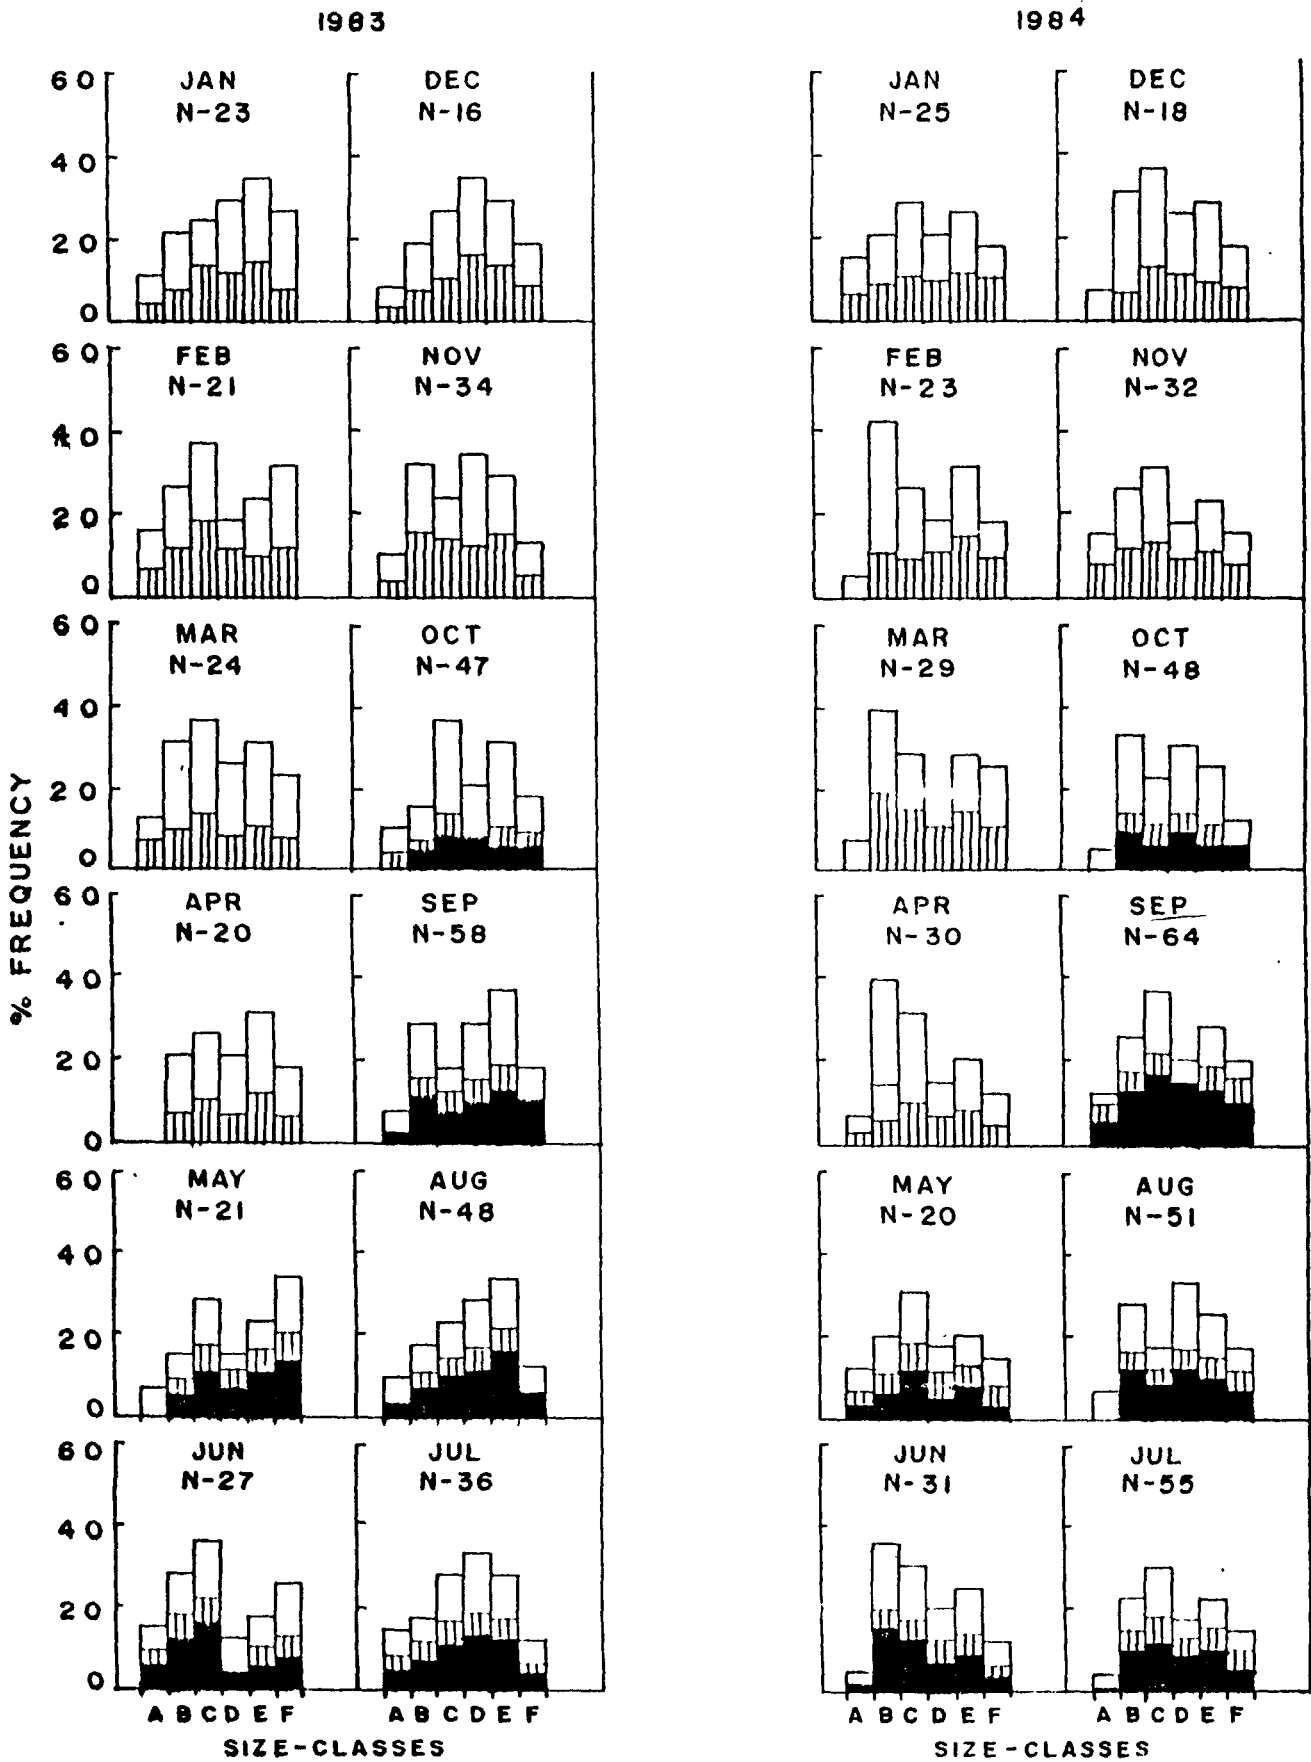 1983
1984
60
40
20
0
JAN
N-23
DEC
N-16
JAN
N-25
DEC
N-18
60
40
20
0
FEB
N-21
NOV
N-34
FEB
N-23
NOV
N-32
60
40
20
0
MAR
N-24
OCT
N-47
MAR
N-29
OCT
N-48
% FREQUENCY
60
40
20
0
APR
N-20
SEP
N-58
APR
N-30
SEP
N-64
60
40
20
0
MAY
N-21
AUG
N-48
MAY
N-20
AUG
N-51
60
40
20
0
JUN
N-27
JUL
N-36
JUN
N-31
JUL
N-55
A B C D E F
A B C D E F
A B C D E F
A B C D E F
SIZE-CLASSES
SIZE-CLASSES